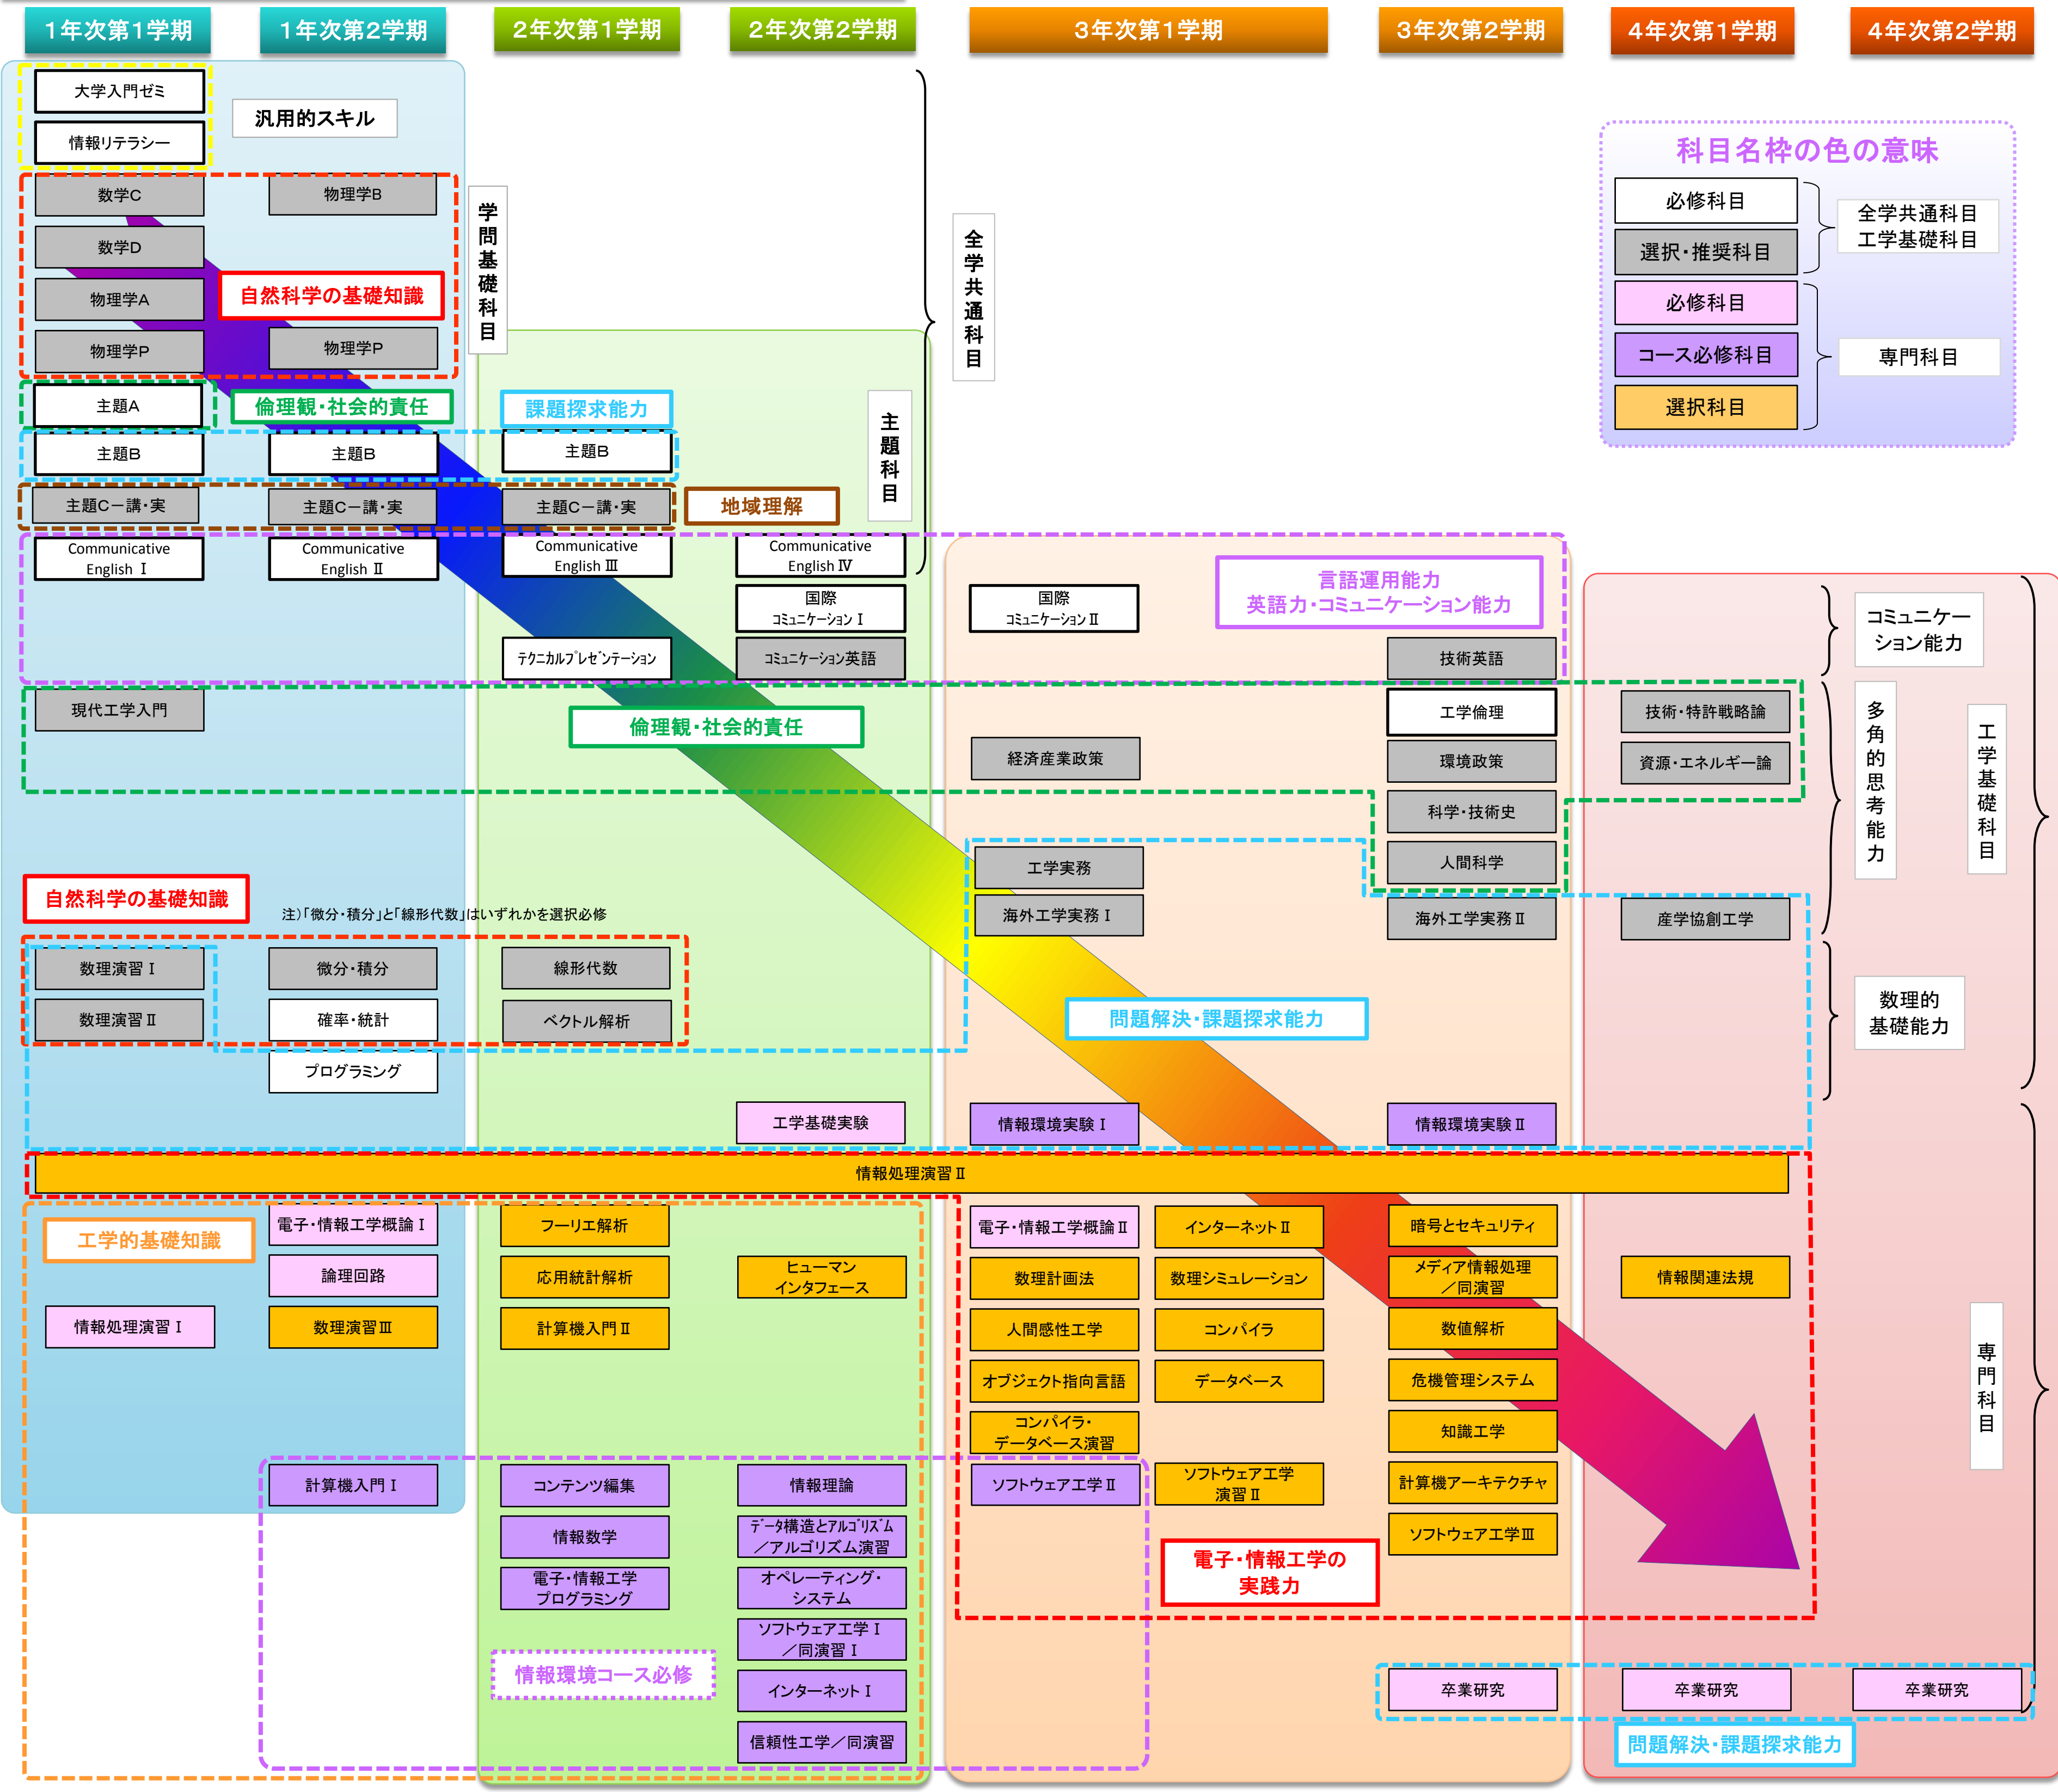 1年次第1学期
1年次第2学期
2年次第1学期
2年次第2学期
3年次第1学期
3年次第2学期
4年次第1学期
4年次第2学期
大学入門ゼミ
情報リテラシー
汎用的スキル
数学C
物理学B
数学D
物理学A
自然科学の基礎知識
物理学P
物理学P
学問基礎科目
全学共通科目
科目名枠の色の意味
必修科目
選択・推奨科目
全学共通科目
工学基礎科目
必修科目
コース必修科目
選択科目
専門科目
主題A
倫理観・社会的責任
課題探求能力
主題B
主題B
主題B
主題科目
主題C－講・実
主題C－講・実
主題C－講・実
地域理解
Communicative
English Ⅰ
Communicative
English Ⅱ
Communicative
English Ⅲ
Communicative
English Ⅳ
国際
コミュニケーションⅠ
国際
コミュニケーションⅡ
言語運用能力
英語力・コミュニケーション能力
テクニカルプレゼンテーション
コミュニケーション英語
技術英語
コミュニケー
ション能力
現代工学入門
倫理観・社会的責任
経済産業政策
工学倫理
環境政策
科学・技術史
人間科学
技術・特許戦略論
資源・エネルギー論
多角的思考能力
工学基礎科目
自然科学の基礎知識
注）「微分・積分」と「線形代数」はいずれかを選択必修
工学実務
海外工学実務Ⅰ
海外工学実務Ⅱ
産学協創工学
数理演習Ⅰ
微分・積分
線形代数
数理演習Ⅱ
確率・統計
ベクトル解析
問題解決・課題探求能力
数理的
基礎能力
プログラミング
工学基礎実験
情報環境実験Ⅰ
情報環境実験Ⅱ
情報処理演習Ⅱ
工学的基礎知識
電子・情報工学概論Ⅰ
フーリエ解析
電子・情報工学概論Ⅱ
インターネットⅡ
暗号とセキュリティ
論理回路
応用統計解析
ヒューマン
インタフェース
数理計画法
数理シミュレーション
メディア情報処理
／同演習
情報関連法規
情報処理演習Ⅰ
数理演習Ⅲ
計算機入門Ⅱ
人間感性工学
コンパイラ
数値解析
オブジェクト指向言語
データベース
危機管理システム
コンパイラ・
データベース演習
知識工学
専門科目
計算機入門Ⅰ
コンテンツ編集
情報理論
ソフトウェア工学Ⅱ
ソフトウェア工学
演習Ⅱ
計算機アーキテクチャ
情報数学
データ構造とアルゴリズム
／アルゴリズム演習
ソフトウェア工学Ⅲ
電子・情報工学
プログラミング
オペレーティング・
システム
電子・情報工学の
実践力
ソフトウェア工学Ⅰ
／同演習Ⅰ
情報環境コース必修
インターネットⅠ
卒業研究
卒業研究
卒業研究
信頼性工学／同演習
問題解決・課題探求能力